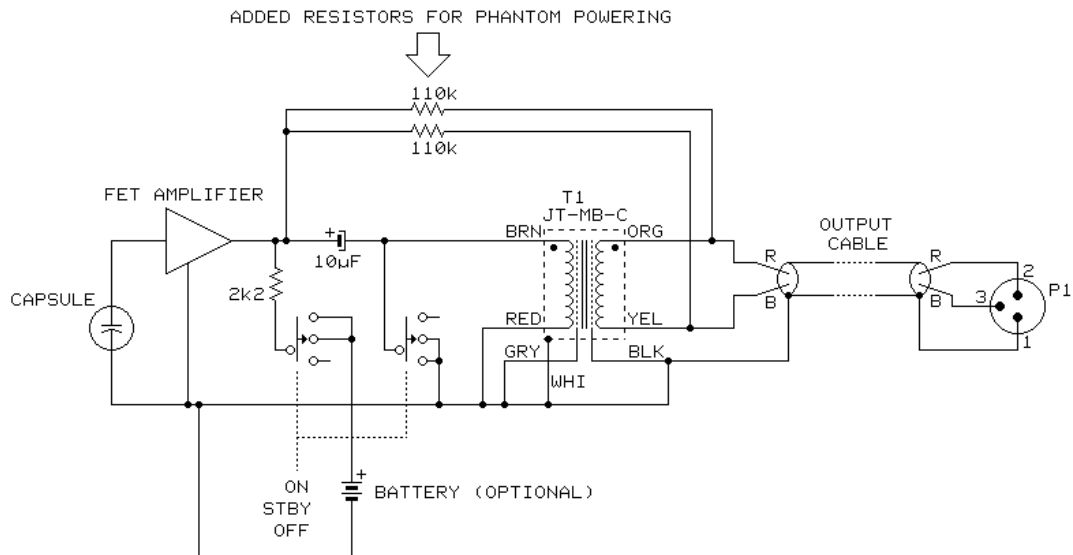 ADDED RESISTORS FOR PHANTOM POWERING
110k
110k
FET AMPLIFIER
T1
JT-MB-C
BRN
ORG
OUTPUT
CABLE
+
10µF
R
R
2
CAPSULE
2k2
3
P1
RED
YEL
B
B
1
GRY
BLK
WHI
+
ON
STBY
OFF
BATTERY (OPTIONAL)